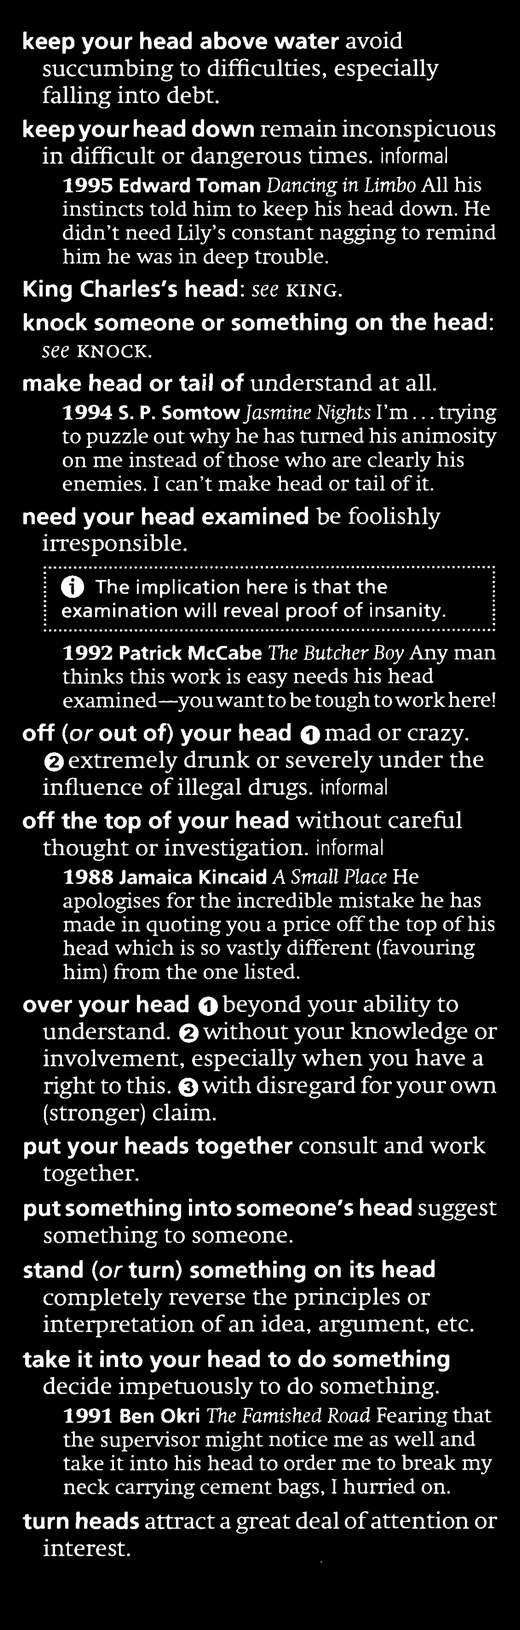 keep your head above water avoid
succumbing to difficulties, especially
falling into debt.
keep your head down remain inconspicuous
in difficult or dangerous times. informal
1995 Edward Toman Dancing in Limbo All his
instincts told him to keep his head down. He
didn't need Lily's constant nagging to remind
him he was in deep trouble.
King Charles's head: see KING.
knock someone or something on the head:
see KNOCK.
make head or tail of understand at all.
1994 S. P. Somtow Jasmine Nights I'm . . . trying
to puzzle out why he has turned his animosity
on me instead of those who are clearly his
enemies. I can't make head or tail of it.
need your head examined be foolishly
irresponsible.
i The implication here is that the
examination will reveal proof of insanity.
1992 Patrick McCabe The Butcher Boy Any man
thinks this work is easy needs his head
examined—you want to be tough to work here!
off (or out of) your head ❶ mad or crazy.
❷ extremely drunk or severely under the
influence of illegal drugs. informal
off the top of your head without careful
thought or investigation. informal
1988 Jamaica Kincaid A Small Place He
apologises for the incredible mistake he has
made in quoting you a price off the top of his
head which is so vastly different (favouring
him) from the one listed.
over your head ❶ beyond your ability to
understand. ❷ without your knowledge or
involvement, especially when you have a
right to this. ❸ with disregard for your own
(stronger) claim.
put your heads together consult and work
together.
put something into someone's head suggest
something to someone.
stand (or turn) something on its head
completely reverse the principles or
interpretation of an idea, argument, etc.
take it into your head to do something
decide impetuously to do something.
1991 Ben Okri The Famished Road Fearing that
the supervisor might notice me as well and
take it into his head to order me to break my
neck carrying cement bags, I hurried on.
turn heads attract a great deal of attention or
interest.